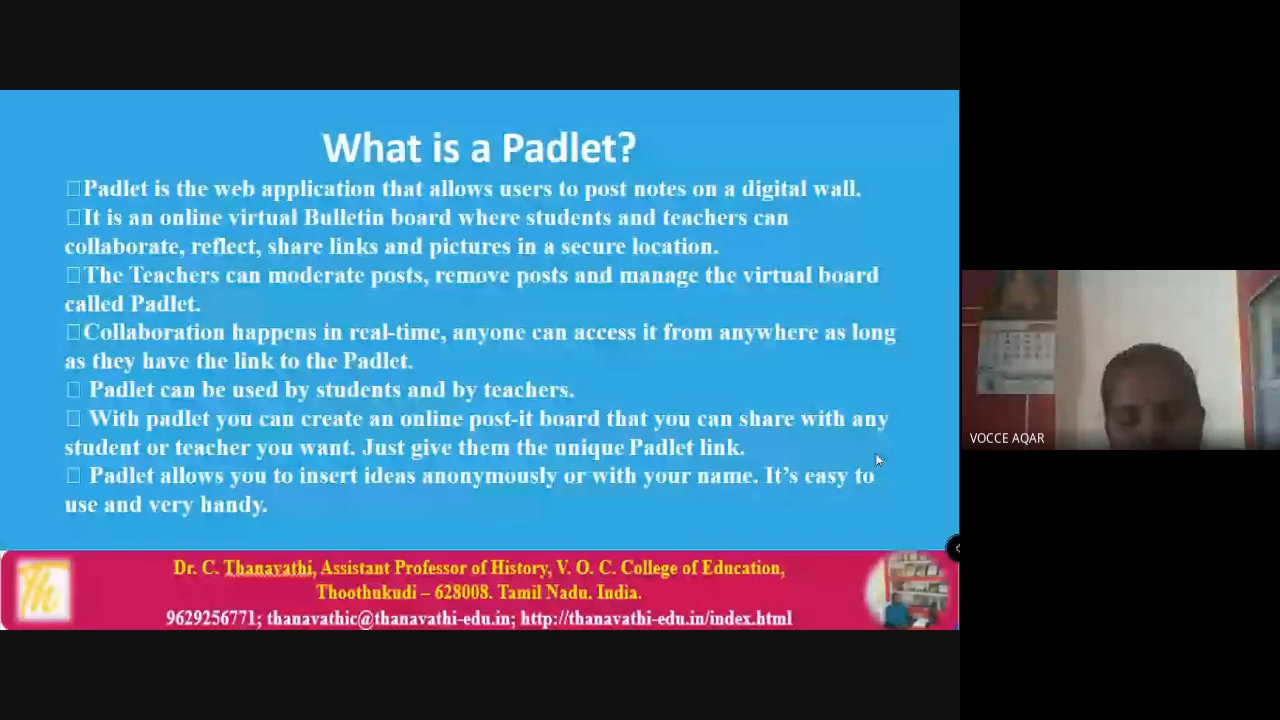 What is a Padlet?
Padlet is the web application that allows users to post notes on a digital wall.
It is an online virtual Bulletin board where students and teachers can
collaborate, reflect, share links and pictures in a secure location.
The Teachers can moderate posts, remove posts and manage the virtual board
called Padlet.
Collaboration happens in real-time, anyone can access it from anywhere as long
as they have the link to the Padlet.
Padlet can be used by students and by teachers.
With padlet you can create an online post-it board that you can share with any
student or teacher you want. Just give them the unique Padlet link.
Padlet allows you to insert ideas anonymously or with your name. It’s easy to
use and very handy.
Th
Dr. C. Thanavathi, Assistant Professor of History, V. O. C. College of Education,
Thoothukudi – 628008. Tamil Nadu. India.
9629256771; thanavathic@thanavathi-edu.in; http://thanavathi-edu.in/index.html
VOCCE AQAR